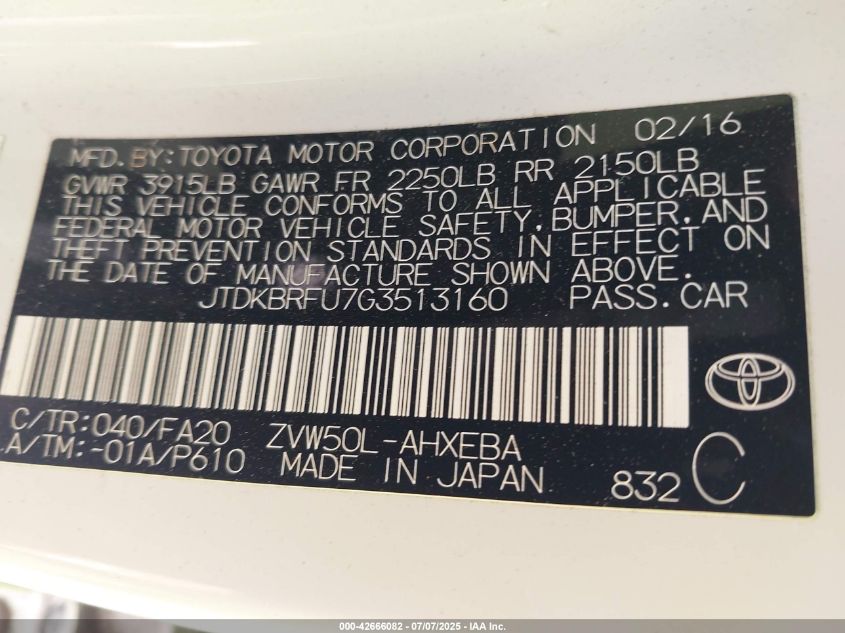 MFD. BY: TOYOTA MOTOR CORPORATION 02/16
GVWR 3915LB GAWR FR 2250LB RR 2150LB
THIS VEHICLE CONFORMS TO ALL APPLICABLE
FEDERAL MOTOR VEHICLE SAFETY, BUMPER, AND
THEFT PREVENTION STANDARDS IN EFFECT ON
THE DATE OF MANUFACTURE SHOWN ABOVE.
JTDKBRFU7G3513160 PASS. CAR
C/TR: 040/FA20 ZVW50L-AHXEBA
A/TM: -01A/P610 MADE IN JAPAN 832 C
000-42666082 - 07/07/2025 - IAA Inc.